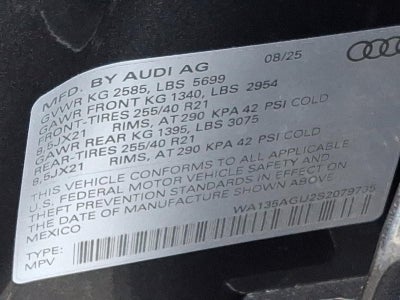 MFD. BY AUDI AG 08/25
GVWR KG 2585, LBS 5699
GAWR FRONT KG 1340, LBS 2954
FRONT-TIRES 255/40 R21
9,5JX21 RIMS, AT 290 KPA 42 PSI COLD
GAWR REAR KG 1395, LBS 3075
REAR-TIRES 255/40 R21
9,5JX21 RIMS, AT 290 KPA 42 PSI COLD
THIS VEHICLE CONFORMS TO ALL APPLICABLE
U.S. FEDERAL MOTOR VEHICLE SAFETY AND
THEFT PREVENTION STANDARDS IN EFFECT ON
THE DATE OF MANUFACTURE SHOWN ABOVE.
MEXICO WA135AGU2S2079735
TYPE:
MPV